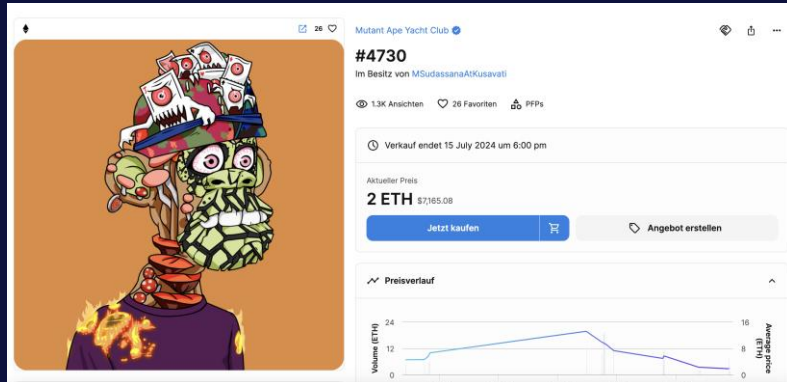 26
Mutant Ape Yacht Club
#4730
Im Besitz von MSudassanaAtKusavati
1.3K Ansichten 26 Favoriten PFPs
Verkauf endet 15 July 2024 um 6:00 pm
Aktueller Preis
2 ETH $7,165.08
Jetzt kaufen Angebot erstellen
Preisverlauf
Volume (ETH)
24
12
0
16
8
0
Average price (ETH)